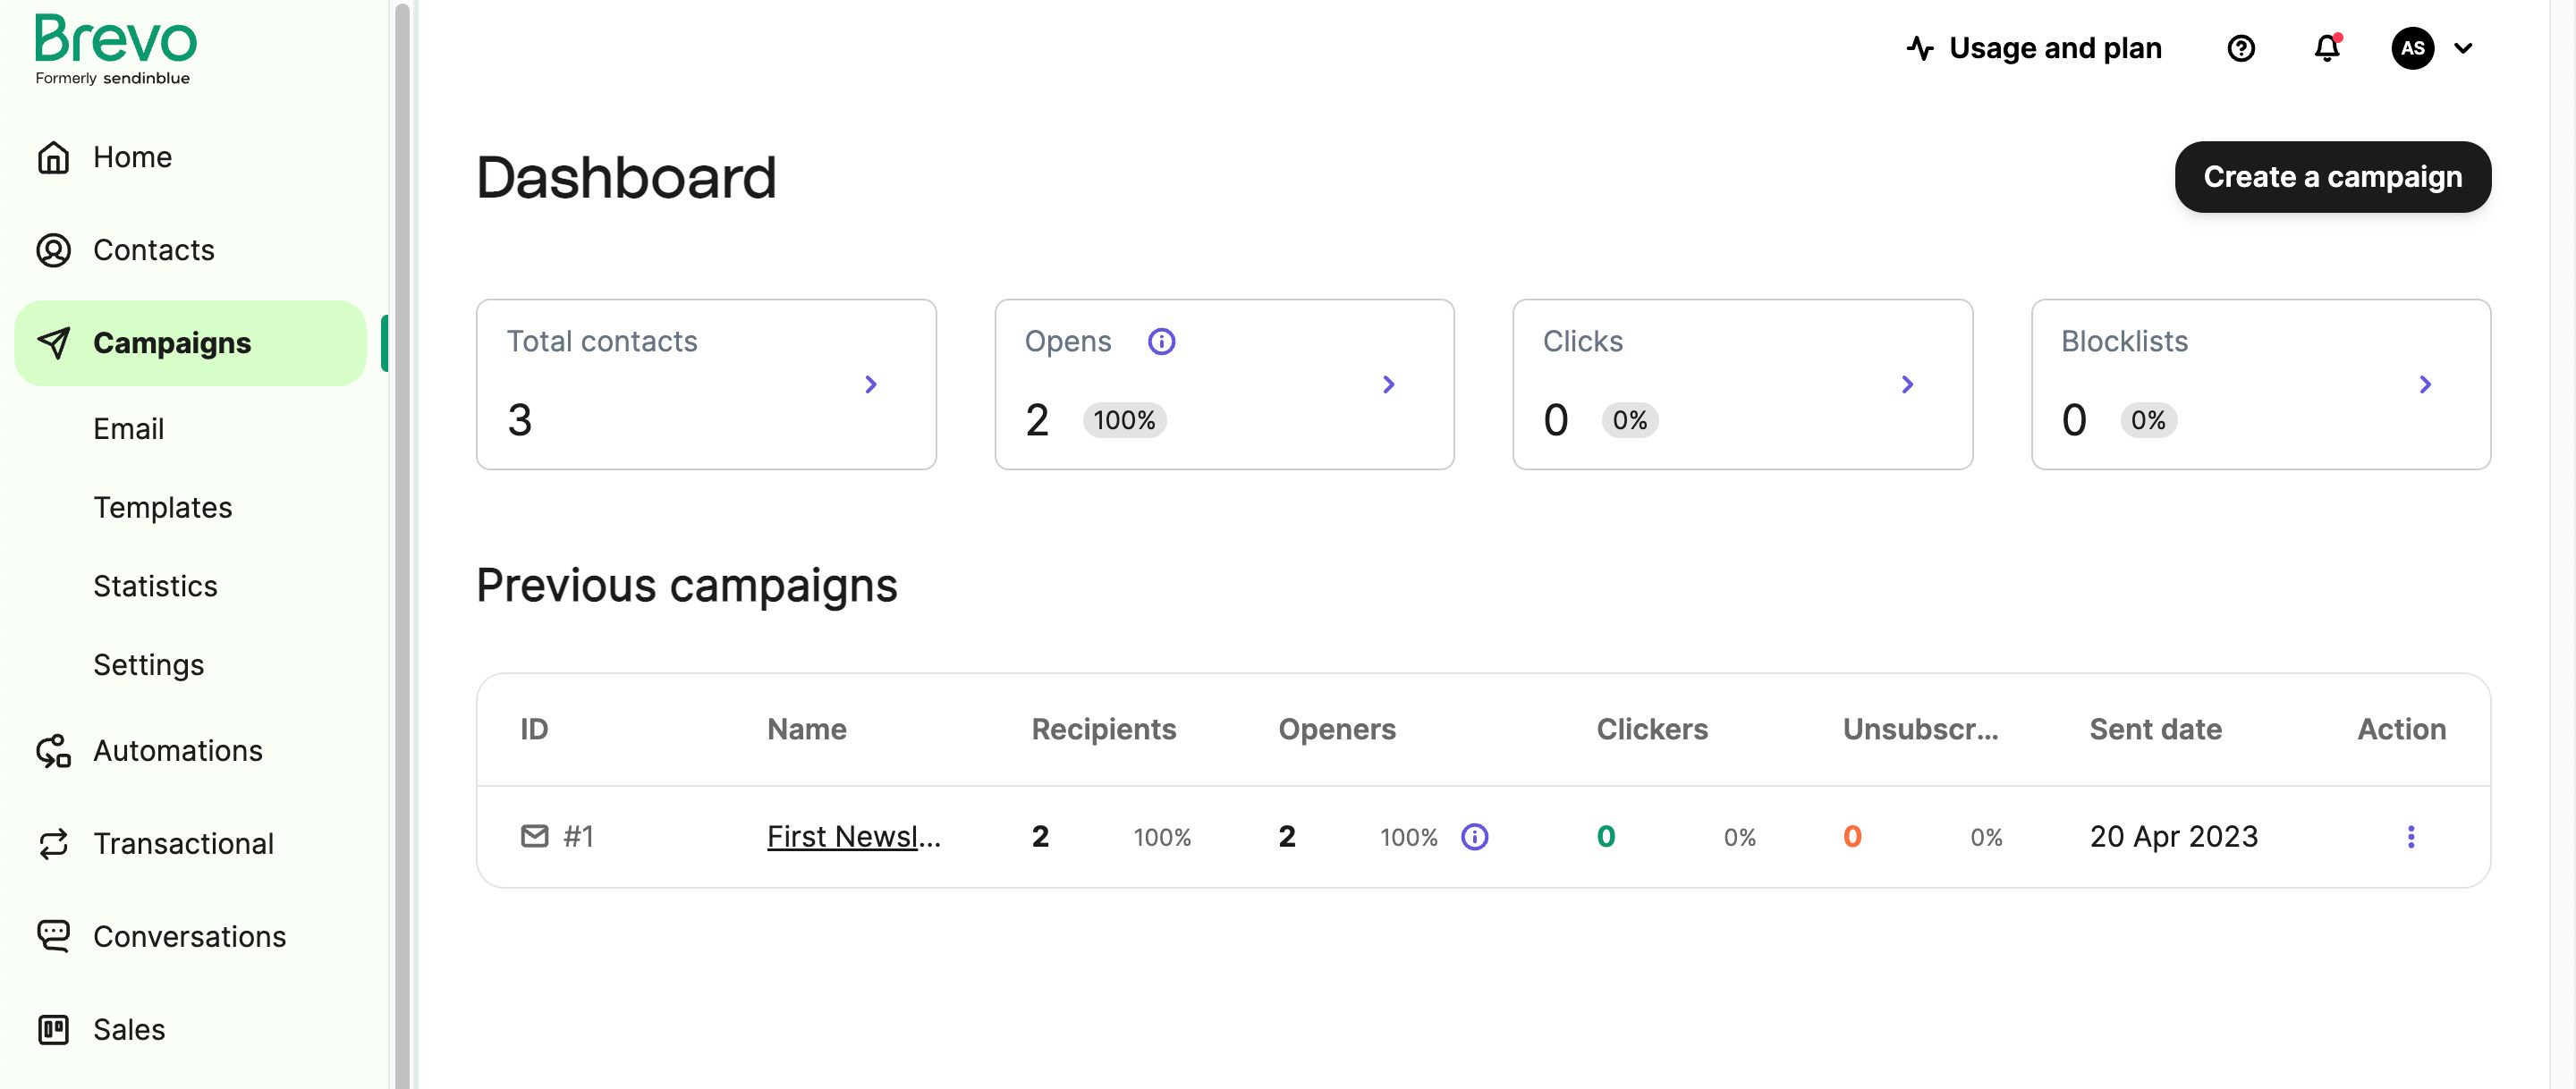 Brevo
Formerly sendinblue
Home
Contacts
Campaigns
Email
Templates
Statistics
Settings
Automations
Transactional
Conversations
Sales
Usage and plan
AS
Dashboard
Create a campaign
Total contacts
3
Opens
2 100%
Clicks
0 0%
Blocklists
0 0%
Previous campaigns
ID Name Recipients Openers Clickers Unsubscr... Sent date Action
#1 First Newsl... 2 100% 2 100% 0 0% 0 0% 20 Apr 2023